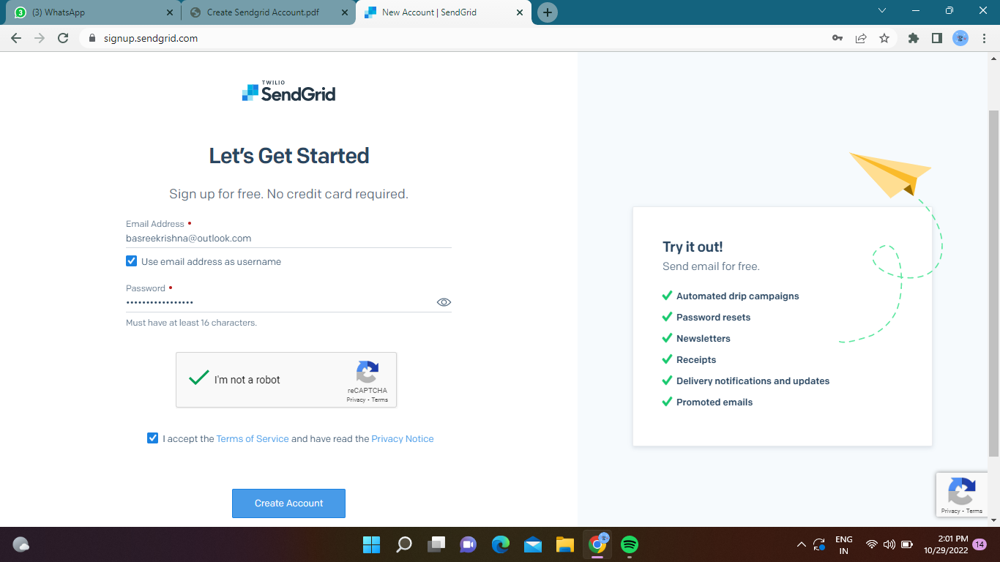 3
(3) WhatsApp
Create Sendgrid Account.pdf
New Account | SendGrid
signup.sendgrid.com
TWILIO
SendGrid
Let's Get Started
Sign up for free. No credit card required.
Email Address •
basreekrishna@outlook.com
Use email address as username
Password •
•••••••••••••••••
Must have at least 16 characters.
I'm not a robot
reCAPTCHA
Privacy - Terms
I accept the Terms of Service and have read the Privacy Notice
Create Account
Try it out!
Send email for free.
Automated drip campaigns
Password resets
Newsletters
Receipts
Delivery notifications and updates
Promoted emails
Privacy - Terms
ENG
IN
2:01 PM
10/29/2022
14